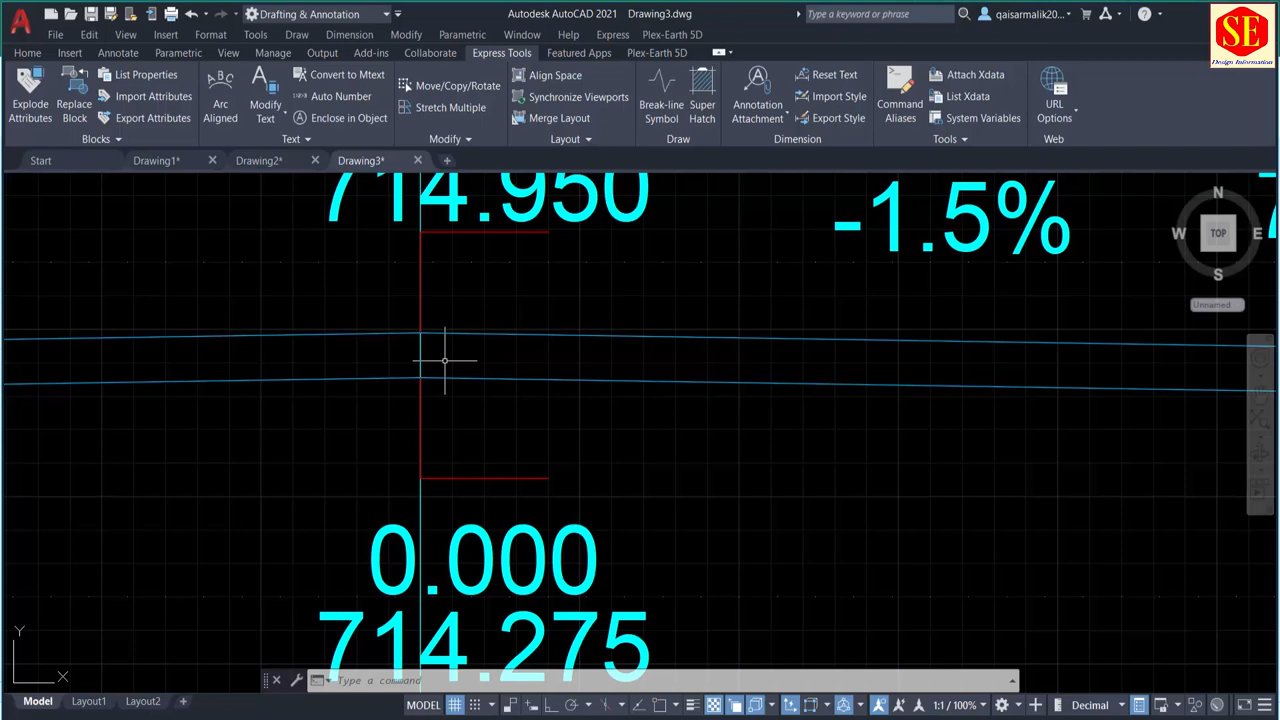 Drafting & Annotation
Autodesk AutoCAD 2021 Drawing3.dwg
Type a keyword or phrase
qaisarmalik20...
SE
Design Information
File Edit View Insert Format Tools Draw Dimension Modify Parametric Window Help Express Plex-Earth 5D
Home Insert Annotate Parametric View Manage Output Add-ins Collaborate Express Tools Featured Apps Plex-Earth 5D
Explode Attributes
Replace Block
List Properties
Import Attributes
Export Attributes
Blocks
Arc Aligned
Modify Text
Convert to Mtext
Auto Number
Enclose in Object
Text
Move/Copy/Rotate
Stretch Multiple
Modify
Align Space
Synchronize Viewports
Merge Layout
Layout
Break-line Symbol
Super Hatch
Draw
Annotation Attachment
Reset Text
Import Style
Export Style
Dimension
Command Aliases
Attach Xdata
List Xdata
System Variables
Tools
URL Options
Web
Start Drawing1* Drawing2* Drawing3*
714.950
-1.5%
N
W TOP E
S
Unnamed
0.000
714.275
Y
X
Type a command
Model Layout1 Layout2
MODEL
1:1 / 100%
Decimal